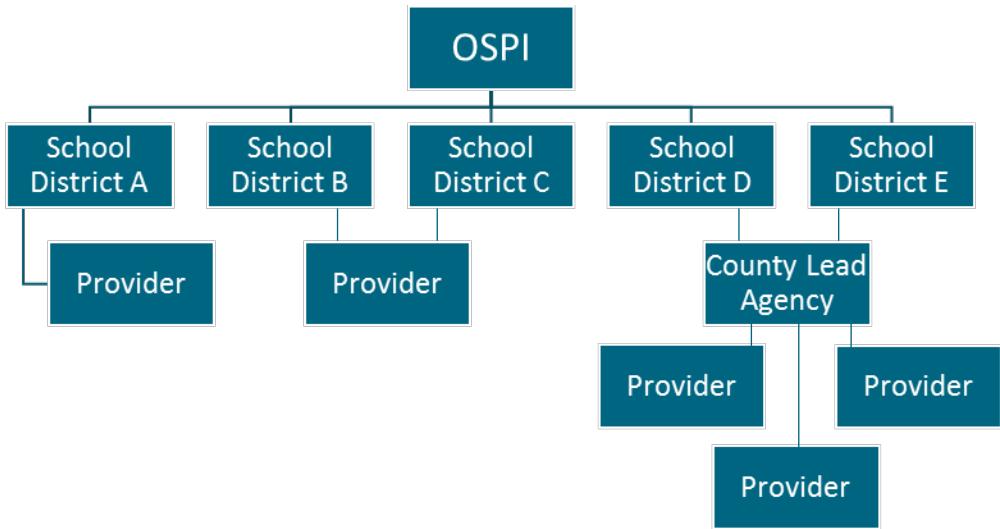 OSPI
School
District A
School
District B
School
District C
School
District D
School
District E
Provider
Provider
County Lead
Agency
Provider
Provider
Provider